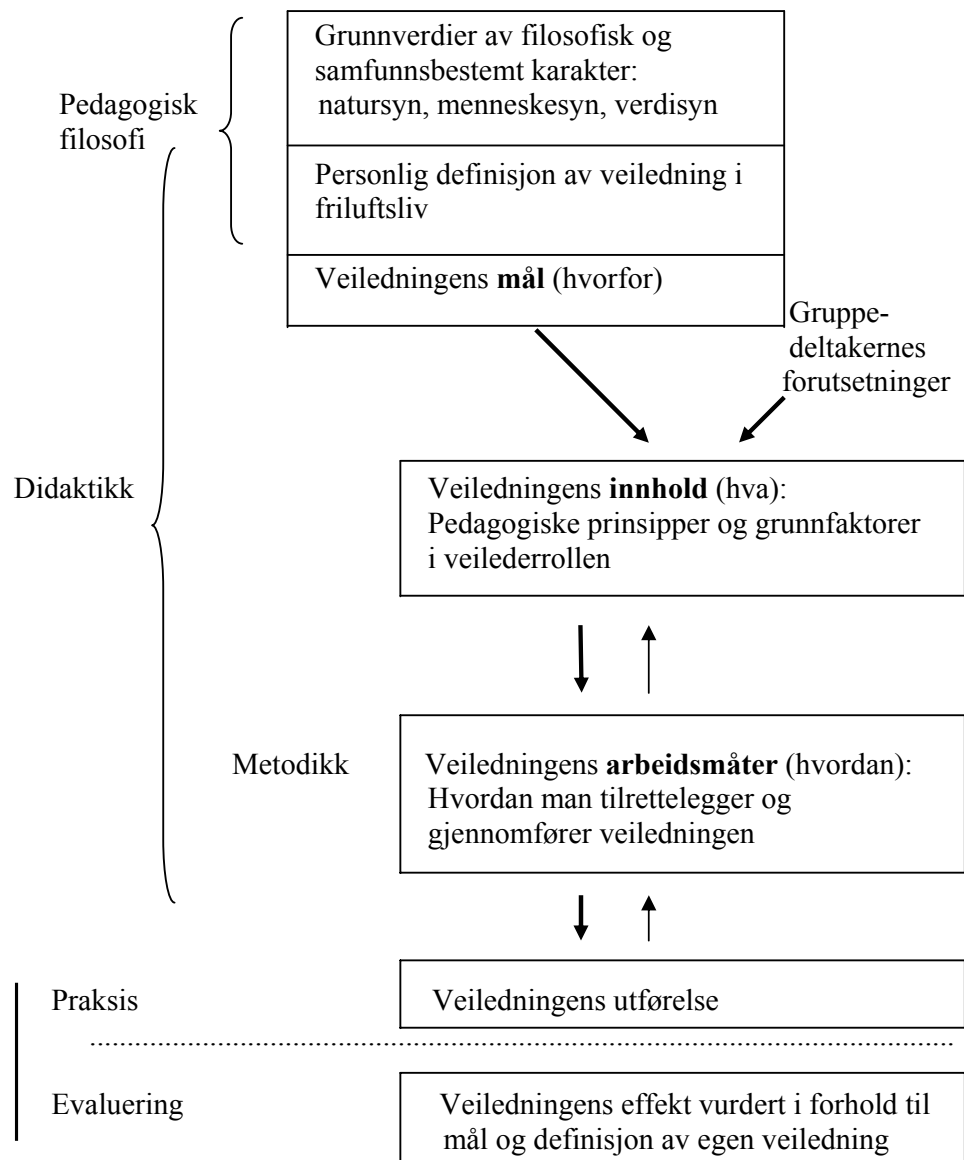 Grunnverdier av filosofisk og
samfunnsbestemt karakter:
natursyn, menneskesyn, verdisyn
Pedagogisk
filosofi
Personlig definisjon av veiledning i
friluftsliv
Veiledningens mål (hvorfor)
Gruppe-
deltakernes
forutsetninger
Didaktikk
Veiledningens innhold (hva):
Pedagogiske prinsipper og grunnfaktorer
i veilederrollen
Metodikk
Veiledningens arbeidsmåter (hvordan):
Hvordan man tilrettelegger og
gjennomfører veiledningen
Praksis
Veiledningens utførelse
Evaluering
Veiledningens effekt vurdert i forhold til
mål og definisjon av egen veiledning